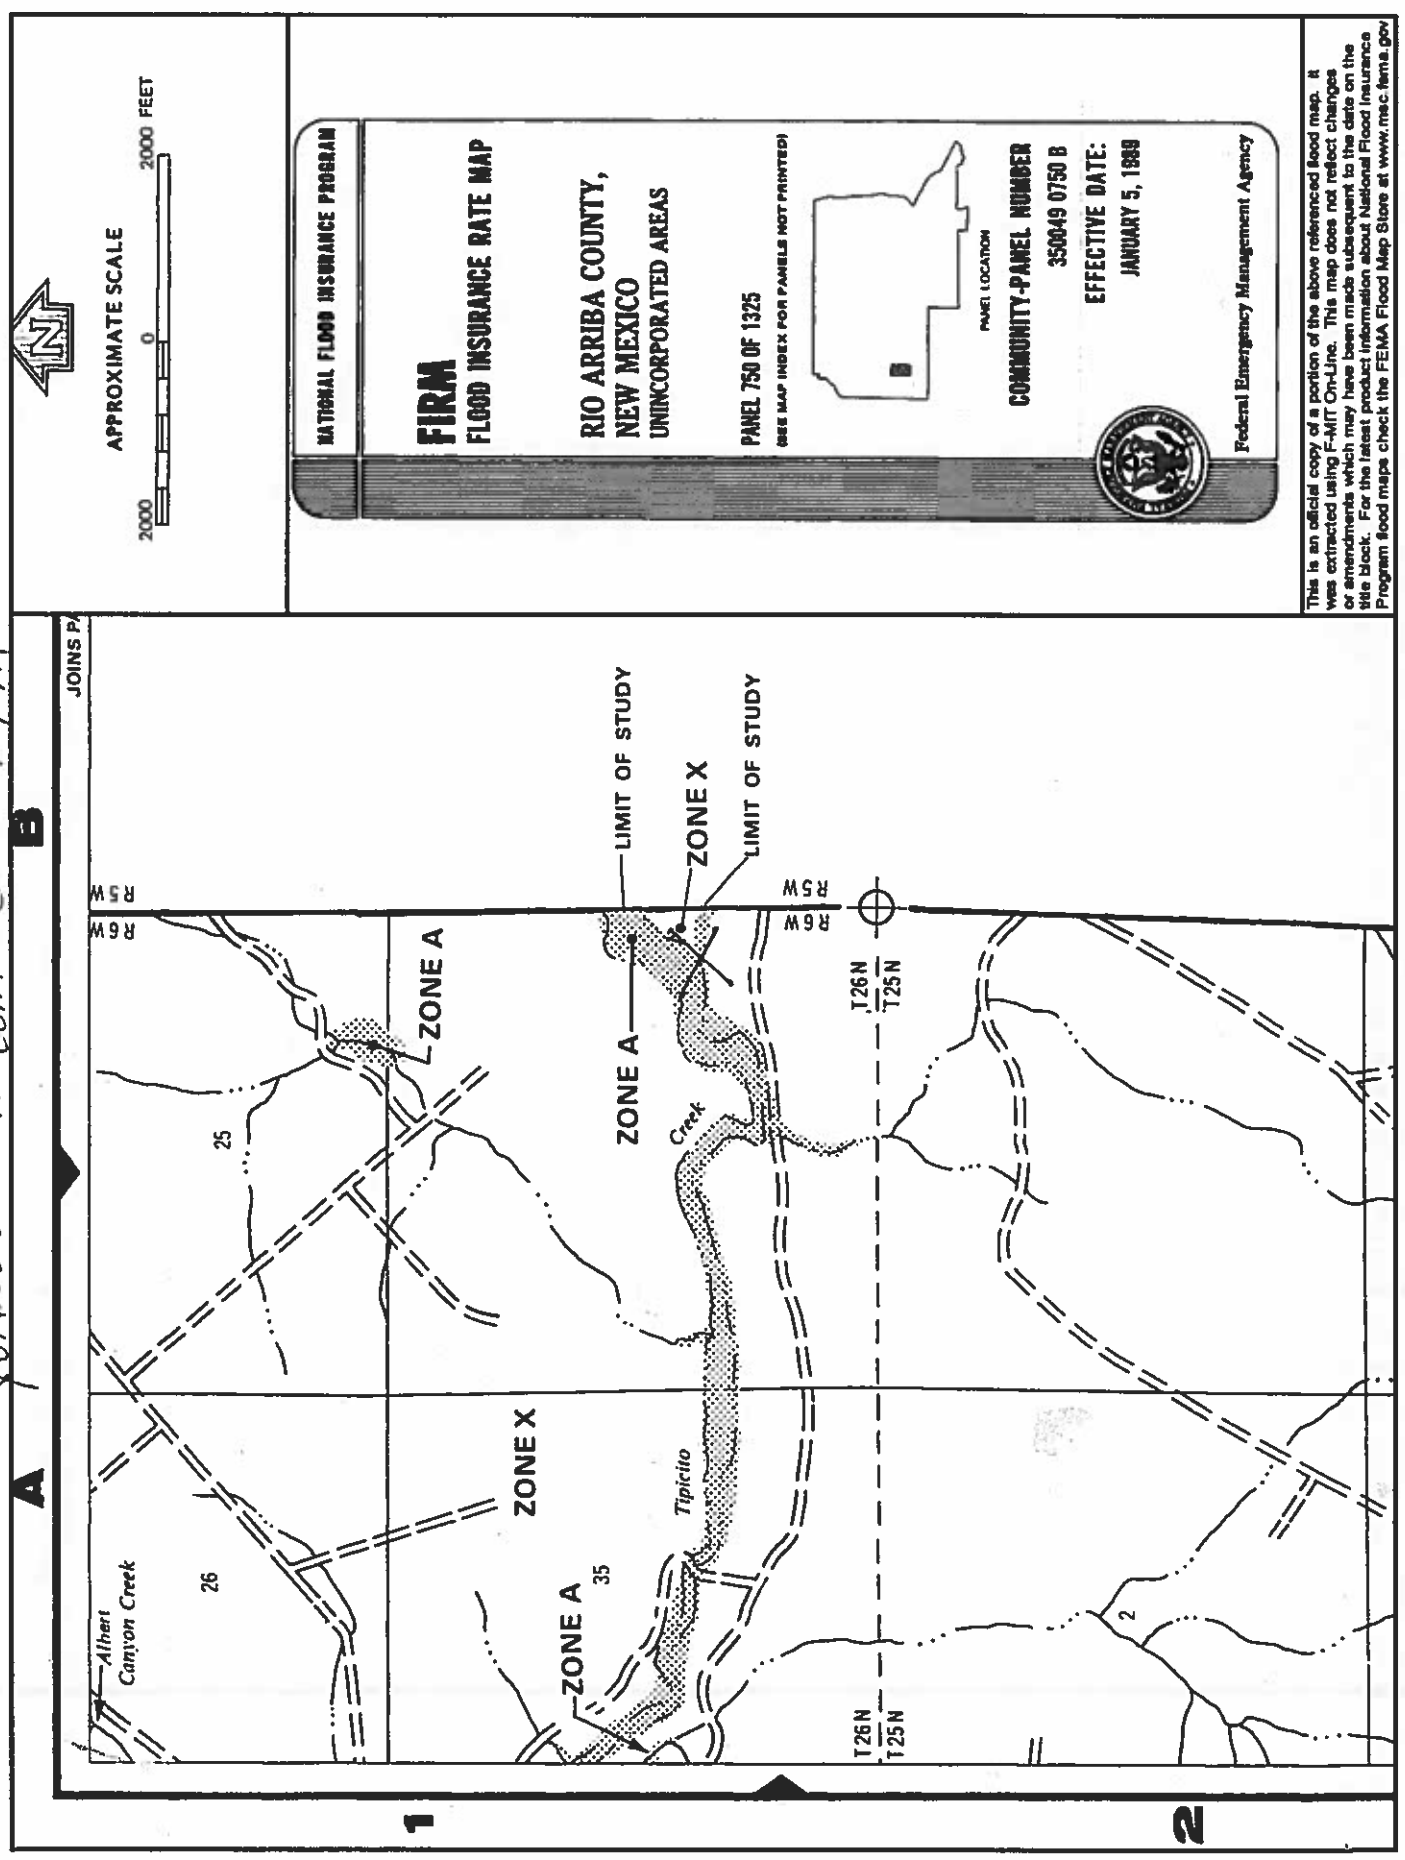 JOINS PA
A
B
1
2
Albert
Canyon Creek
26
25
R6W
R5W
ZONE A
ZONE X
ZONE A
35
Tipicito
Creek
ZONE A
LIMIT OF STUDY
ZONE X
LIMIT OF STUDY
R6W
R5W
T26N
T25N
T26N
T25N
2
N
APPROXIMATE SCALE
2000
0
2000 FEET
NATIONAL FLOOD INSURANCE PROGRAM
FIRM
FLOOD INSURANCE RATE MAP
RIO ARRIBA COUNTY,
NEW MEXICO
UNINCORPORATED AREAS
PANEL 750 OF 1325
(SEE MAP INDEX FOR PANELS NOT PRINTED)
PANEL LOCATION
COMMUNITY-PANEL NUMBER
350049 0750 B
EFFECTIVE DATE:
JANUARY 5, 1989
Federal Emergency Management Agency
This is an official copy of a portion of the above referenced flood map. It
was extracted using F-MIT On-Line. This map does not reflect changes
or amendments which may have been made subsequent to the date on the
title block. For the latest product information about National Flood Insurance
Program flood maps check the FEMA Flood Map Store at www.msc.fema.gov